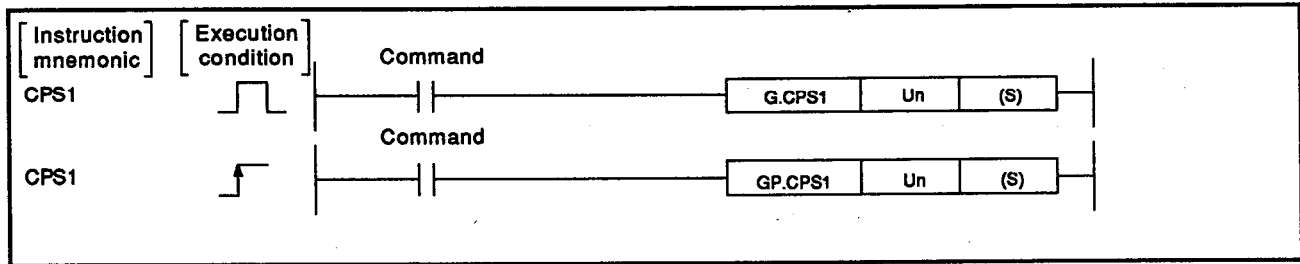 Instruction mnemonic
Execution condition
Command
CPS1
G.CPS1 Un (S)
Command
CPS1
GP.CPS1 Un (S)